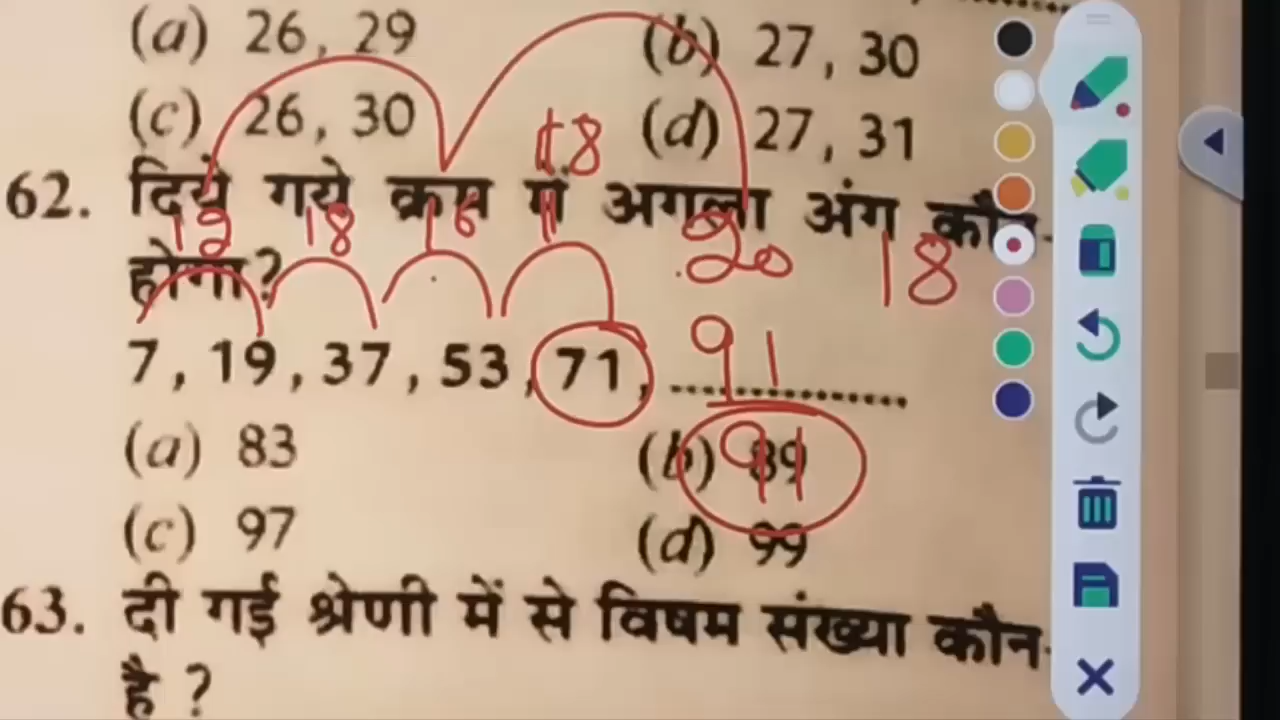 (a) 26, 29 (b) 27, 30
(c) 26, 30 (d) 27, 31
18
62. दिये गये क्रम में अगला अंग कौन-
12 18 16 20 18
होगा?
7, 19, 37, 53, 71, 91
(a) 83 (b) 89 91
(c) 97 (d) 99
63. दी गई श्रेणी में से विषम संख्या कौन-
है ?